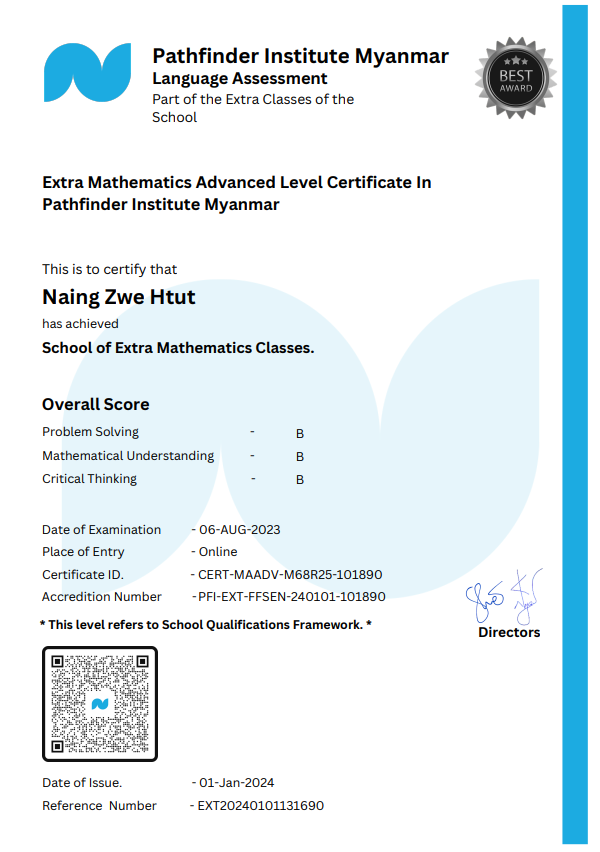 Pathfinder Institute Myanmar
Language Assessment
Part of the Extra Classes of the
School
BEST
AWARD
Extra Mathematics Advanced Level Certificate In
Pathfinder Institute Myanmar
This is to certify that
Naing Zwe Htut
has achieved
School of Extra Mathematics Classes.
Overall Score
Problem Solving - B
Mathematical Understanding - B
Critical Thinking - B
Date of Examination - 06-AUG-2023
Place of Entry - Online
Certificate ID. - CERT-MAADV-M68R25-101890
Accredition Number - PFI-EXT-FFSEN-240101-101890
* This level refers to School Qualifications Framework. *
Directors
Date of Issue. - 01-Jan-2024
Reference Number - EXT20240101131690